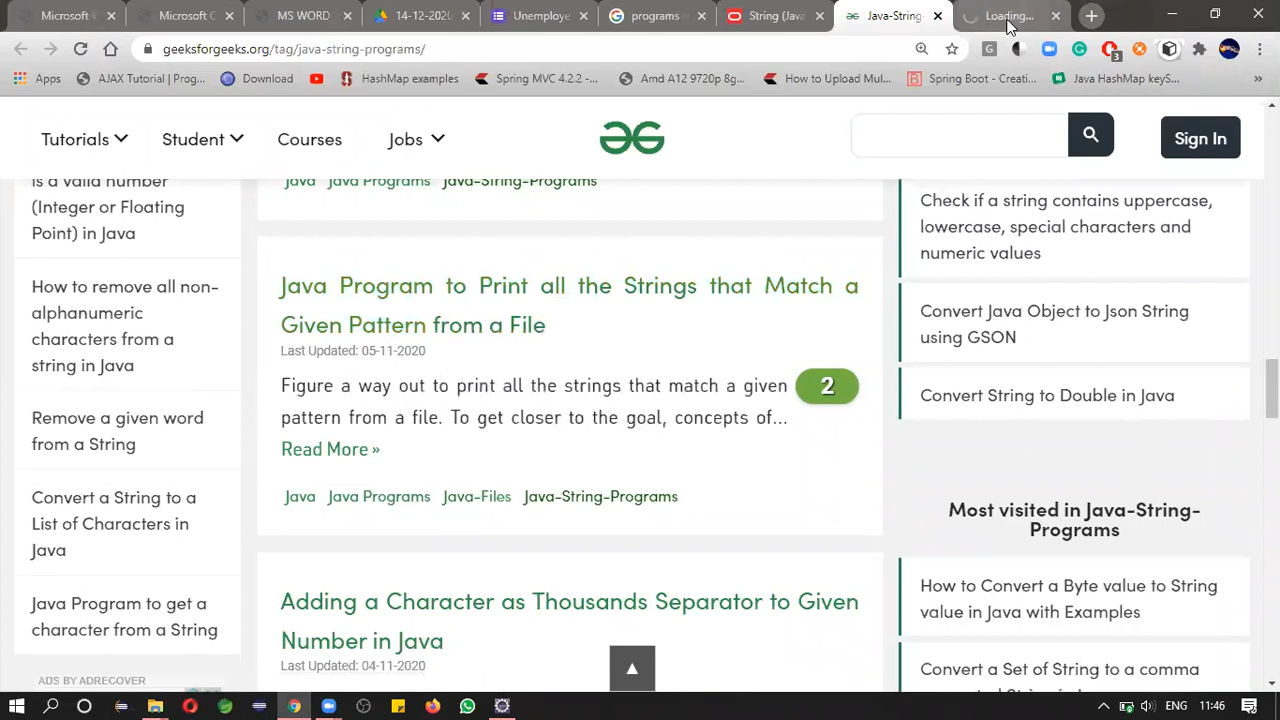 Microsoft
Microsoft C
MS WORD
14-12-2020
Unemploye
programs
String (Java
Java-String-
Loading...
geeksforgeeks.org/tag/java-string-programs/
Apps
AJAX Tutorial | Prog...
Download
HashMap examples
Spring MVC 4.2.2 -...
Amd A12 9720p Rg...
How to Upload Mul...
Spring Boot - Creati...
Java HashMap keyS...
»
Tutorials
Student
Courses
Jobs
Sign In
is a valid number
(Integer or Floating
Point) in Java
How to remove all non-
alphanumeric
characters from a
string in Java
Remove a given word
from a String
Convert a String to a
List of Characters in
Java
Java Program to get a
character from a String
ADS BY ADRECOVER
Java Java Programs Java-String-Programs
Java Program to Print all the Strings that Match a
Given Pattern from a File
Last Updated: 05-11-2020
Figure a way out to print all the strings that match a given
pattern from a file. To get closer to the goal, concepts of...
2
Read More »
Java Java Programs Java-Files Java-String-Programs
Adding a Character as Thousands Separator to Given
Number in Java
Last Updated: 04-11-2020
Check if a string contains uppercase,
lowercase, special characters and
numeric values
Convert Java Object to Json String
using GSON
Convert String to Double in Java
Most visited in Java-String-
Programs
How to Convert a Byte value to String
value in Java with Examples
Convert a Set of String to a comma
ENG
11:46